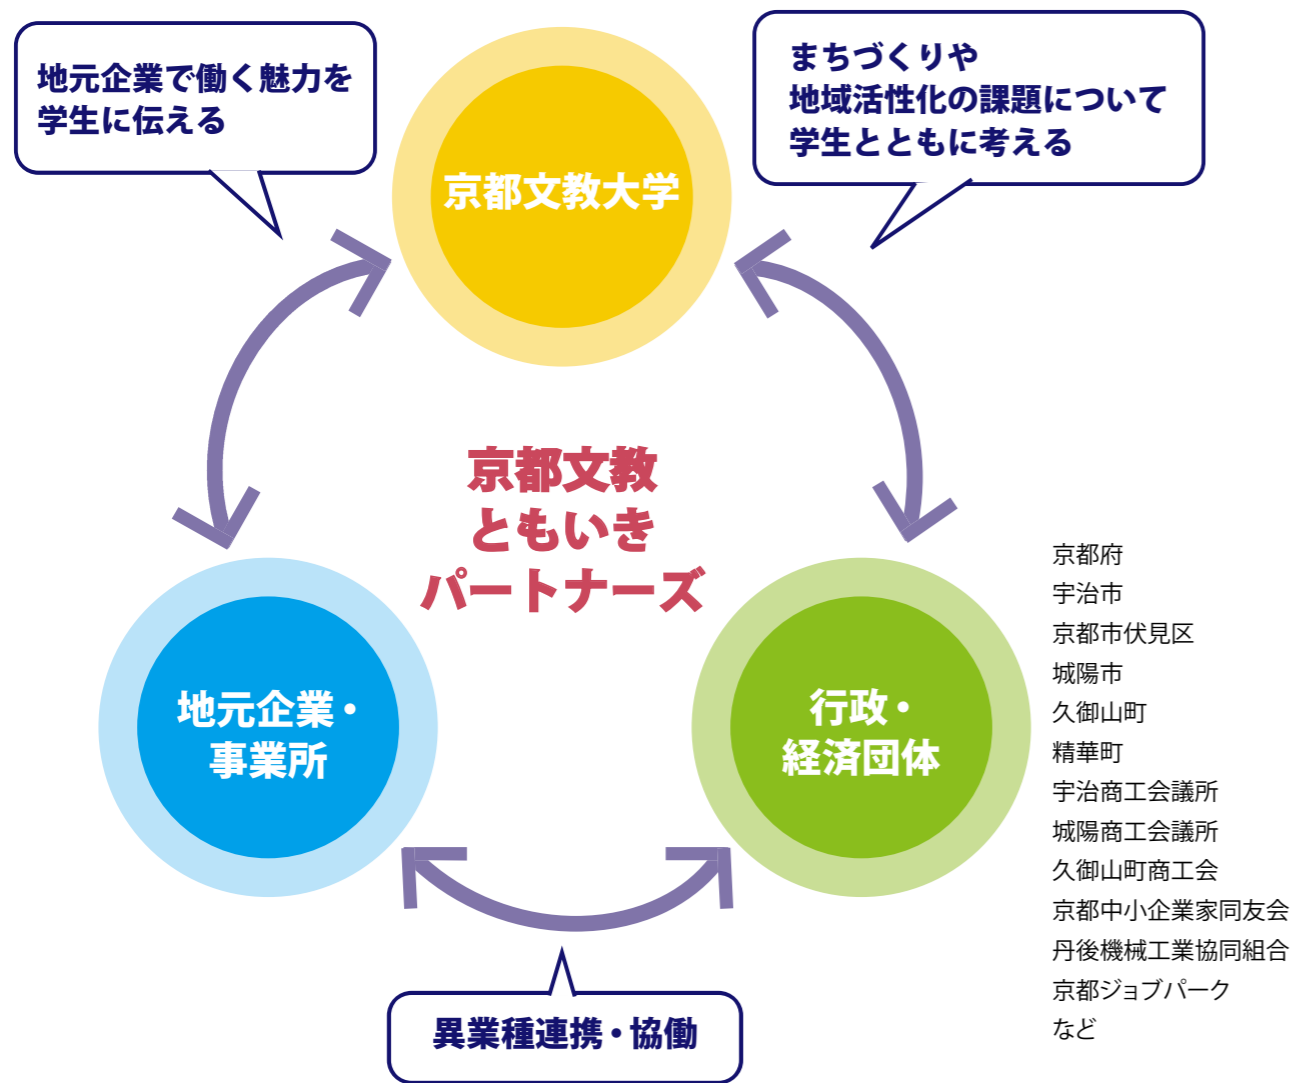 地元企業で働く魅力を
学生に伝える
まちづくりや
地域活性化の課題について
学生とともに考える
京都文教大学
京都文教
ともいき
パートナーズ
地元企業・
事業所
行政・
経済団体
京都府
宇治市
京都市伏見区
城陽市
久御山町
精華町
宇治商工会議所
城陽商工会議所
久御山町商工会
京都中小企業家同友会
丹後機械工業協同組合
京都ジョブパーク
など
異業種連携・協働